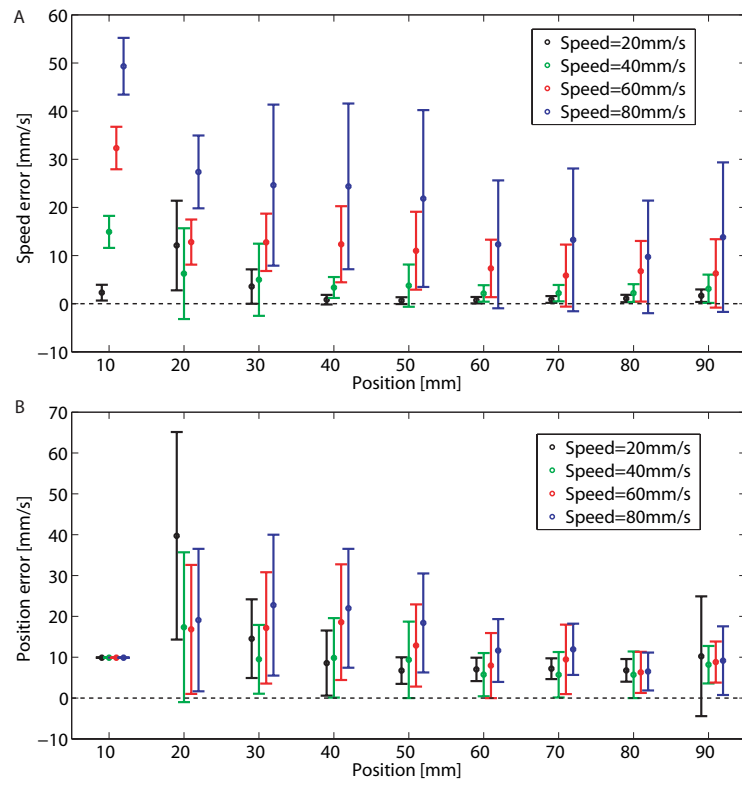 A
60
50
40
30
20
10
0
−10
Speed error [mm/s]
Speed=20mm/s
Speed=40mm/s
Speed=60mm/s
Speed=80mm/s
10 20 30 40 50 60 70 80 90
Position [mm]
B
70
60
50
40
30
20
10
0
−10
Position error [mm/s]
Speed=20mm/s
Speed=40mm/s
Speed=60mm/s
Speed=80mm/s
10 20 30 40 50 60 70 80 90
Position [mm]